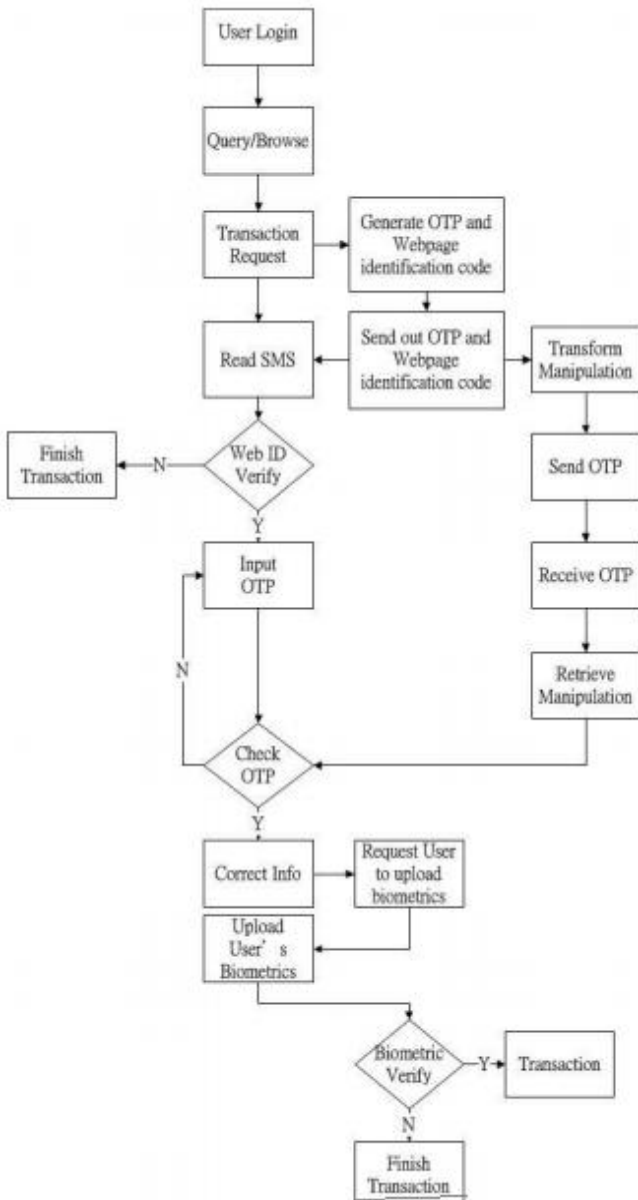 User Login
Query/Browse
Transaction
Request
Generate OTP and
Webpage
identification code
Read SMS
Send out OTP and
Webpage
identification code
Transform
Manipulation
Finish
Transaction
N
Web ID
Verify
Send OTP
Y
Input
OTP
Receive OTP
N
Retrieve
Manipulation
Check
OTP
Y
Correct Info
Request User
to upload
biometrics
Upload
User’s
Biometrics
Biometric
Verify
Y
Transaction
N
Finish
Transaction